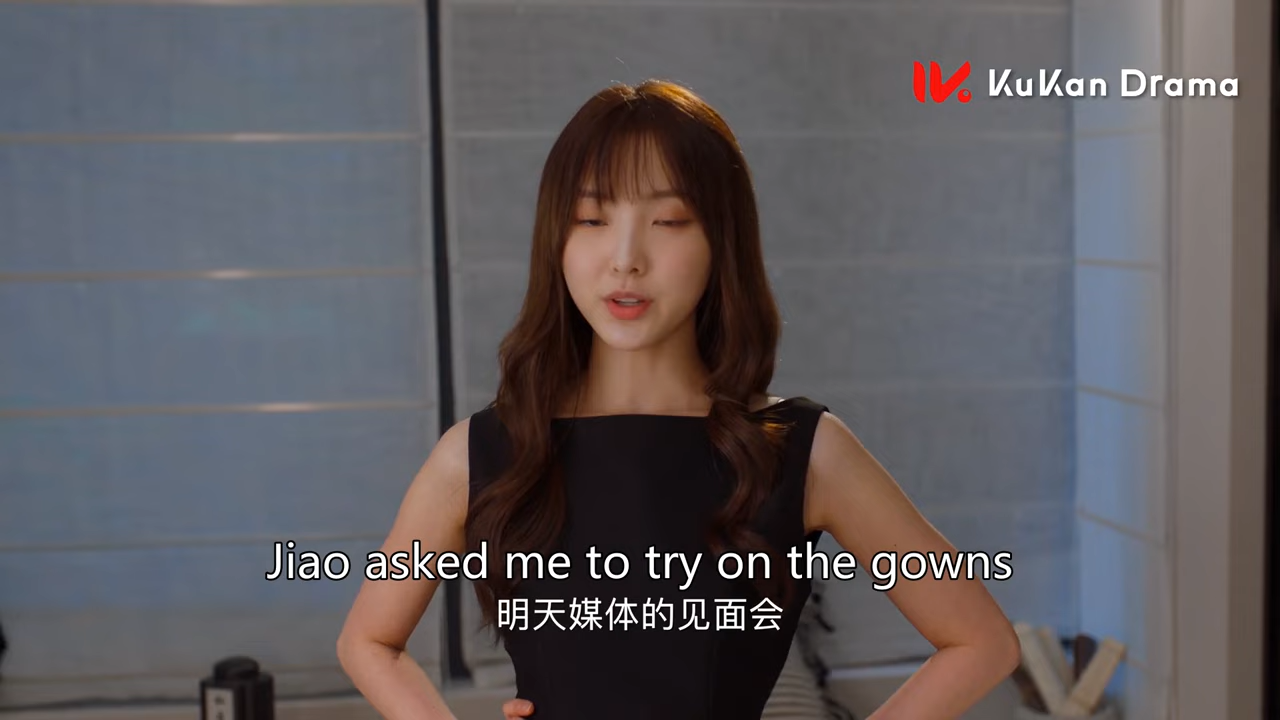 KuKan Drama
Jiao asked me to try on the gowns
明天媒体的见面会